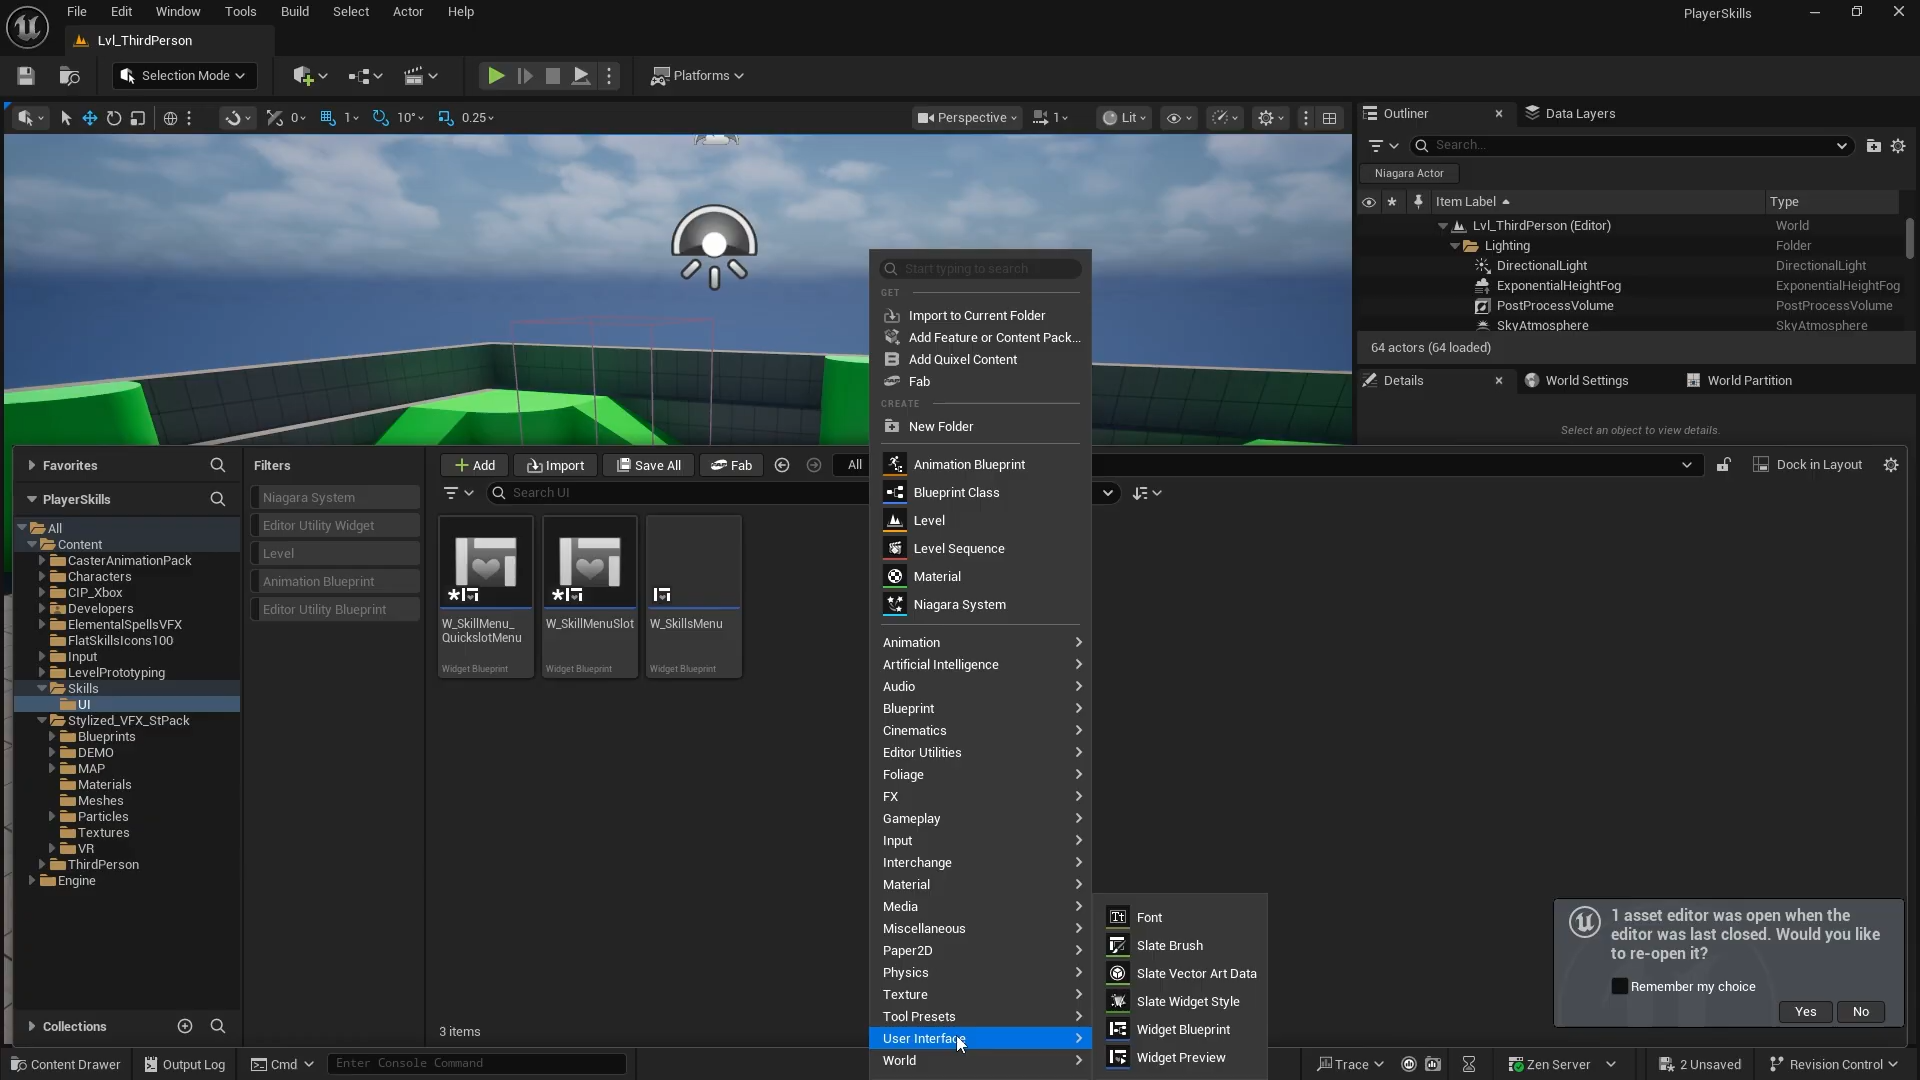 File Edit Window Tools Build Select Actor Help
PlayerSkills
Lvl_ThirdPerson
Selection Mode
Platforms
0 1 10° 0.25
Perspective 1 Lit
Outliner
Data Layers
Search...
Niagara Actor
Item Label Type
Lvl_ThirdPerson (Editor) World
Lighting Folder
DirectionalLight DirectionalLight
ExponentialHeightFog ExponentialHeightFog
PostProcessVolume PostProcessVolume
SkyAtmosphere SkyAtmosphere
64 actors (64 loaded)
Details
World Settings
World Partition
Select an object to view details.
Favorites
PlayerSkills
All
Content
CasterAnimationPack
Characters
CIP_Xbox
Developers
ElementalSpellsVFX
FlatSkillsIcons100
Input
LevelPrototyping
Skills
UI
Stylized_VFX_StPack
Blueprints
DEMO
MAP
Materials
Meshes
Particles
Textures
VR
ThirdPerson
Engine
Collections
Filters
Niagara System
Editor Utility Widget
Level
Animation Blueprint
Editor Utility Blueprint
Add Import Save All Fab All
Dock in Layout
Search UI
W_SkillMenu_
QuickslotMenu
Widget Blueprint
W_SkillMenuSlot
Widget Blueprint
W_SkillsMenu
Widget Blueprint
3 items
Start typing to search
GET
Import to Current Folder
Add Feature or Content Pack...
Add Quixel Content
Fab
CREATE
New Folder
Animation Blueprint
Blueprint Class
Level
Level Sequence
Material
Niagara System
Animation
Artificial Intelligence
Audio
Blueprint
Cinematics
Editor Utilities
Foliage
FX
Gameplay
Input
Interchange
Material
Media
Miscellaneous
Paper2D
Physics
Texture
Tool Presets
User Interface
World
Font
Slate Brush
Slate Vector Art Data
Slate Widget Style
Widget Blueprint
Widget Preview
1 asset editor was open when the
editor was last closed. Would you like
to re-open it?
Remember my choice
Yes No
Content Drawer Output Log Cmd Enter Console Command
Trace Zen Server 2 Unsaved Revision Control